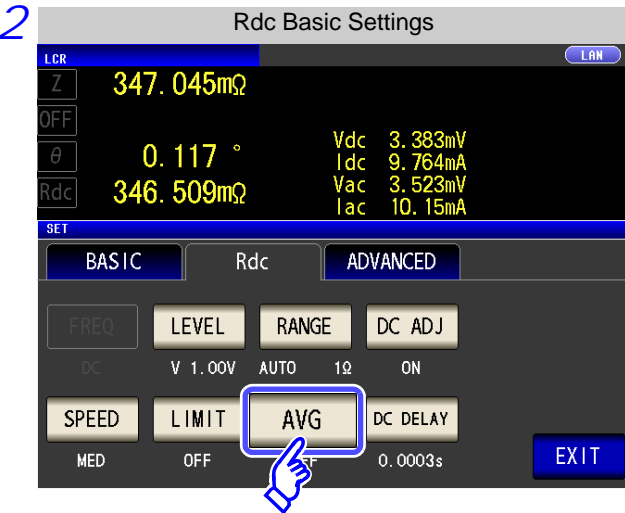 2
Rdc Basic Settings
LCR LAN
Z 347.045mΩ
OFF
Vdc 3.383mV
θ 0.117 ° Idc 9.764mA
Rdc 346.509mΩ Vac 3.523mV
Iac 10.15mA
SET
BASIC Rdc ADVANCED
FREQ LEVEL RANGE DC ADJ
DC V 1.00V AUTO 1Ω ON
SPEED LIMIT AVG DC DELAY
MED OFF 0.0003s EXIT